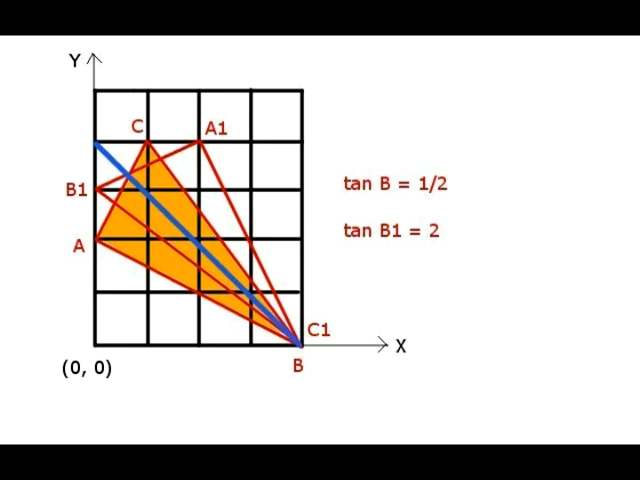 Y
C
A1
B1
tan B = 1/2
A
tan B1 = 2
C1
X
(0, 0)
B